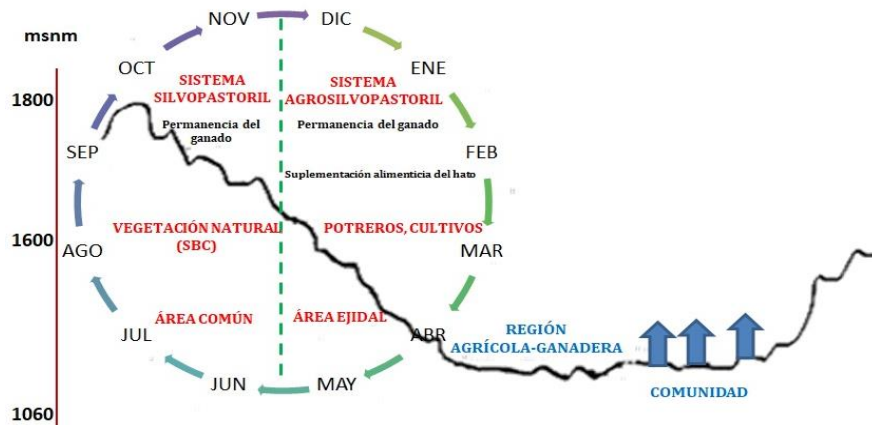 NOV
DIC
msnm
OCT
ENE
SISTEMA
SILVOPASTORIL
SISTEMA
AGROSILVOPASTORIL
1800
Permanencia del
ganado
Permanencia del ganado
SEP
FEB
Suplementación alimenticia del hato
VEGETACIÓN NATURAL
(SBC)
POTREROS, CULTIVOS
1600
AGO
MAR
ÁREA COMÚN
ÁREA EJIDAL
JUL
ABR
REGIÓN
AGRÍCOLA-GANADERA
JUN
MAY
COMUNIDAD
1060